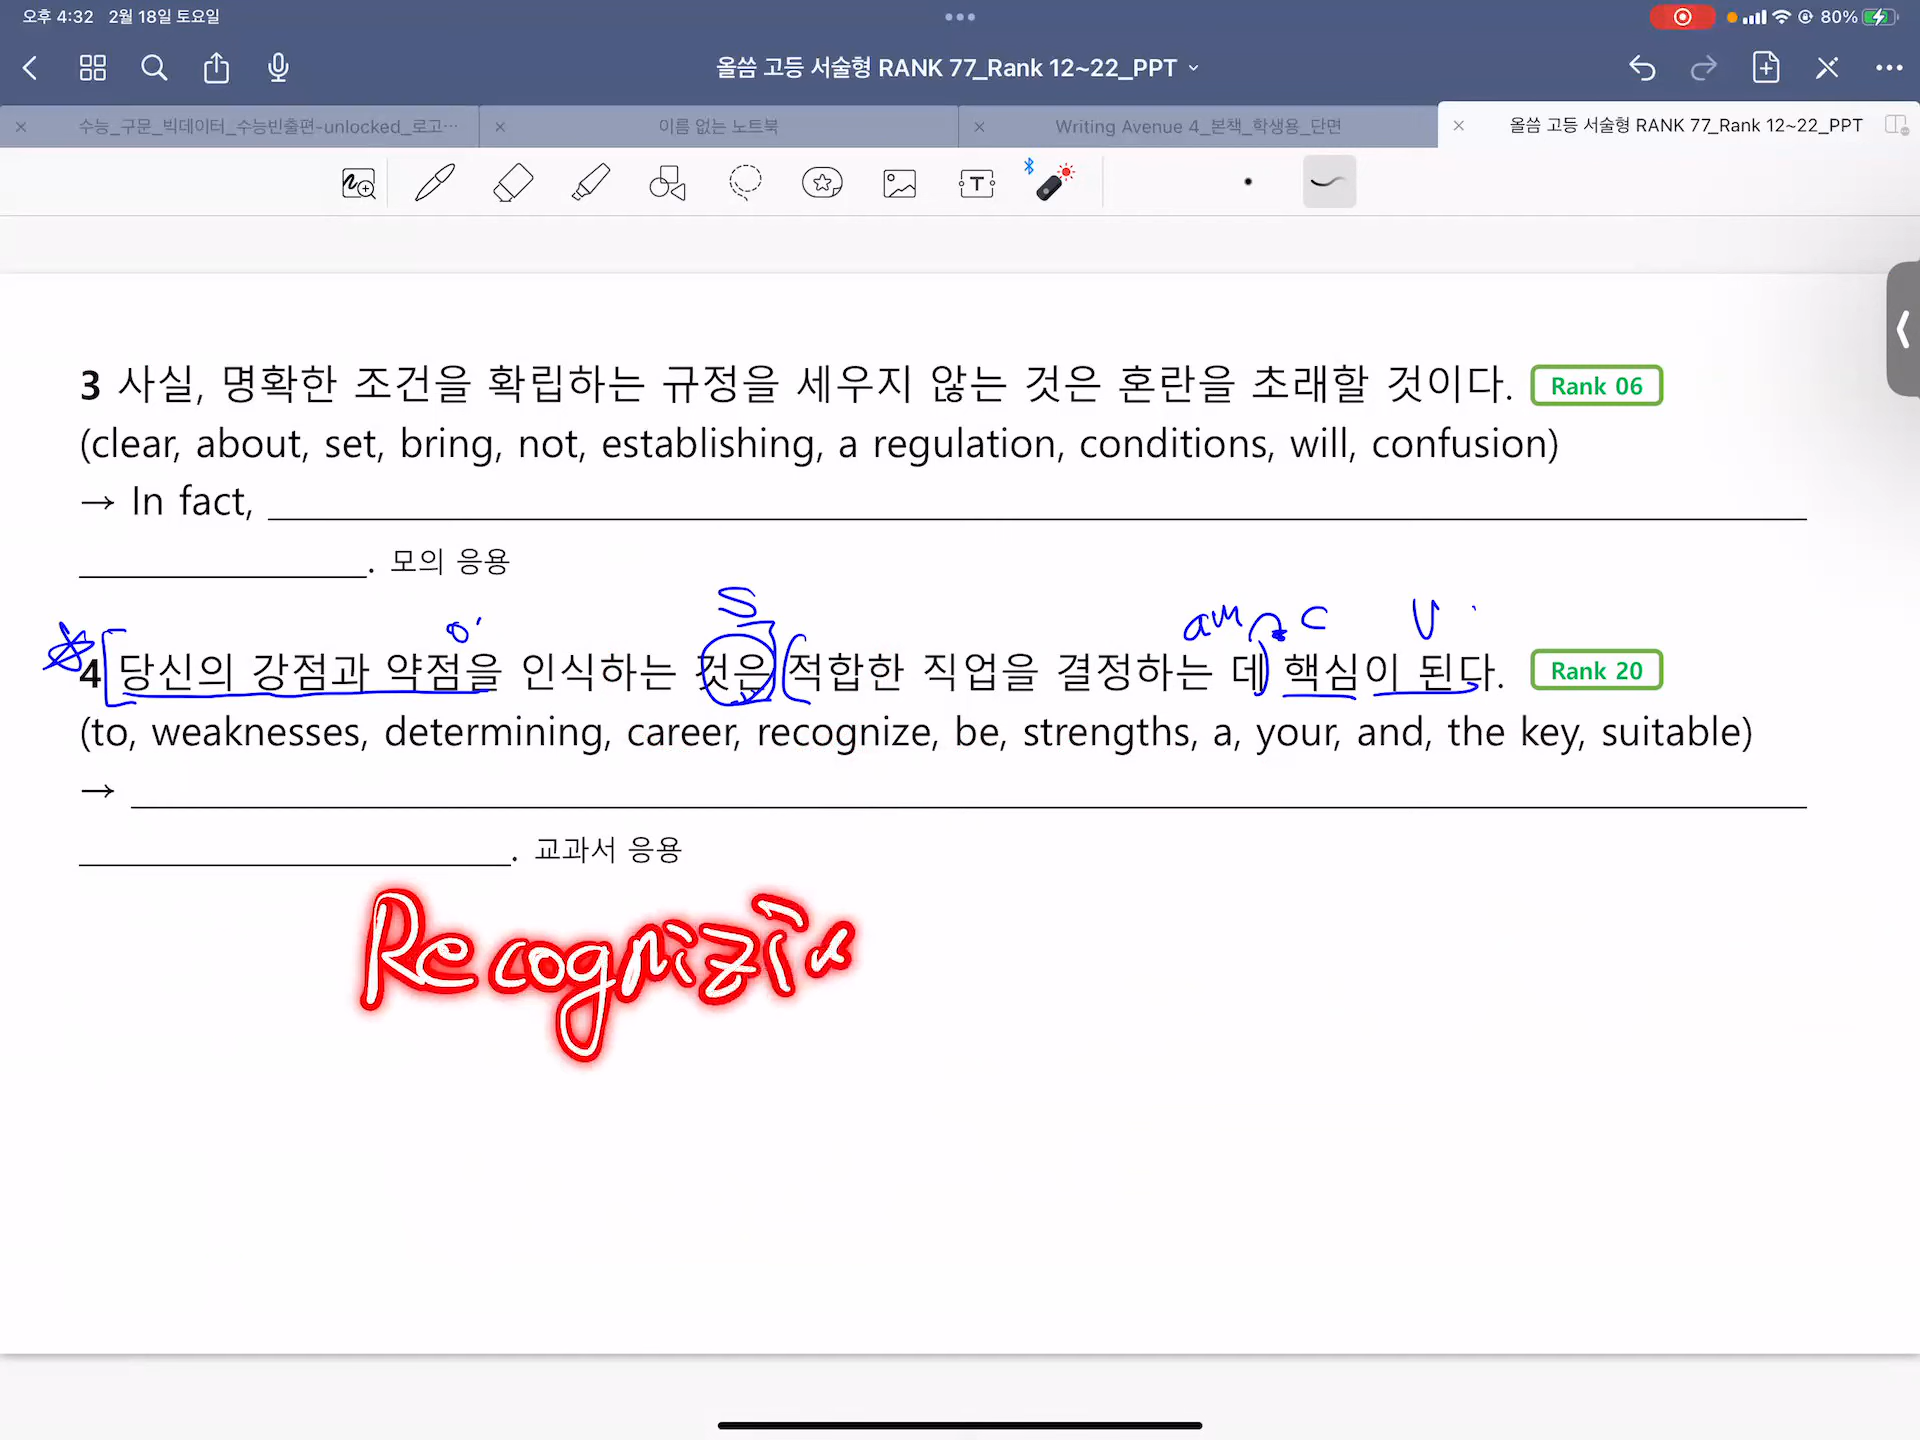 오후 4:32 2월 18일 토요일
80%
올씀 고등 서술형 RANK 77_Rank 12~22_PPT
수능_구문_빅데이터_수능빈출편-unlocked_로고…
이름 없는 노트북
Writing Avenue 4_본책_학생용_단면
올씀 고등 서술형 RANK 77_Rank 12~22_PPT
3 사실, 명확한 조건을 확립하는 규정을 세우지 않는 것은 혼란을 초래할 것이다. Rank 06
(clear, about, set, bring, not, establishing, a regulation, conditions, will, confusion)
→ In fact,
. 모의 응용
o' S C V
4 당신의 강점과 약점을 인식하는 것은 적합한 직업을 결정하는 데 핵심이 된다. Rank 20
(to, weaknesses, determining, career, recognize, be, strengths, a, your, and, the key, suitable)
→
. 교과서 응용
Recognizin